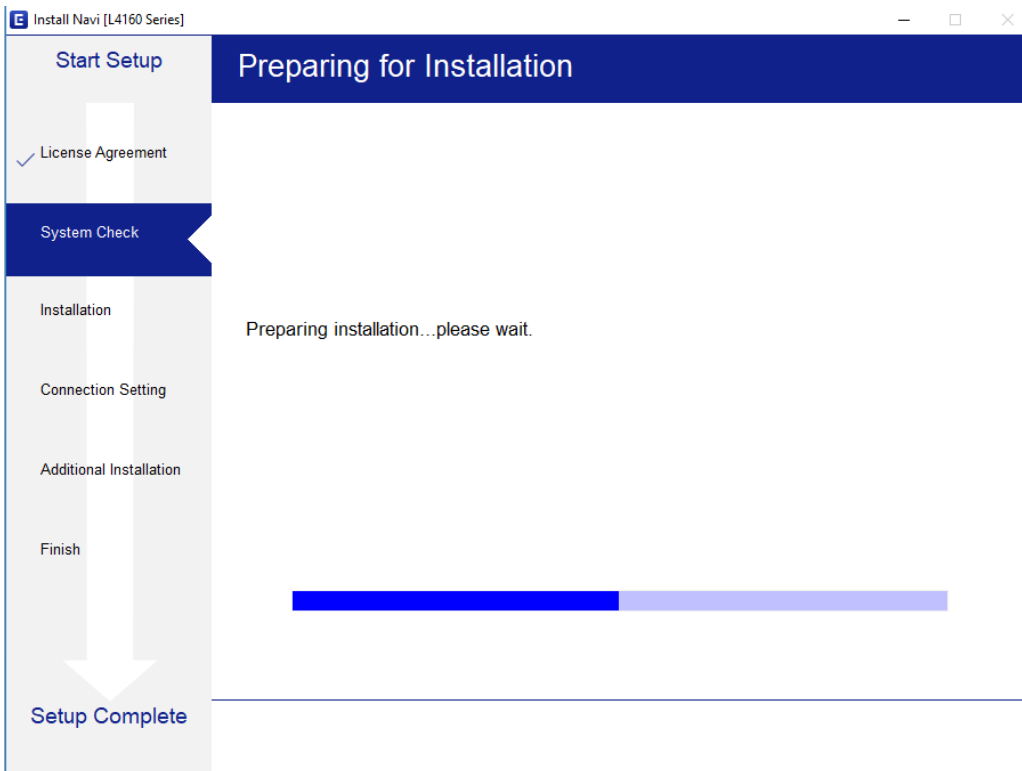 E Install Navi [L4160 Series]
Start Setup
Preparing for Installation
License Agreement
System Check
Installation
Preparing installation...please wait.
Connection Setting
Additional Installation
Finish
Setup Complete